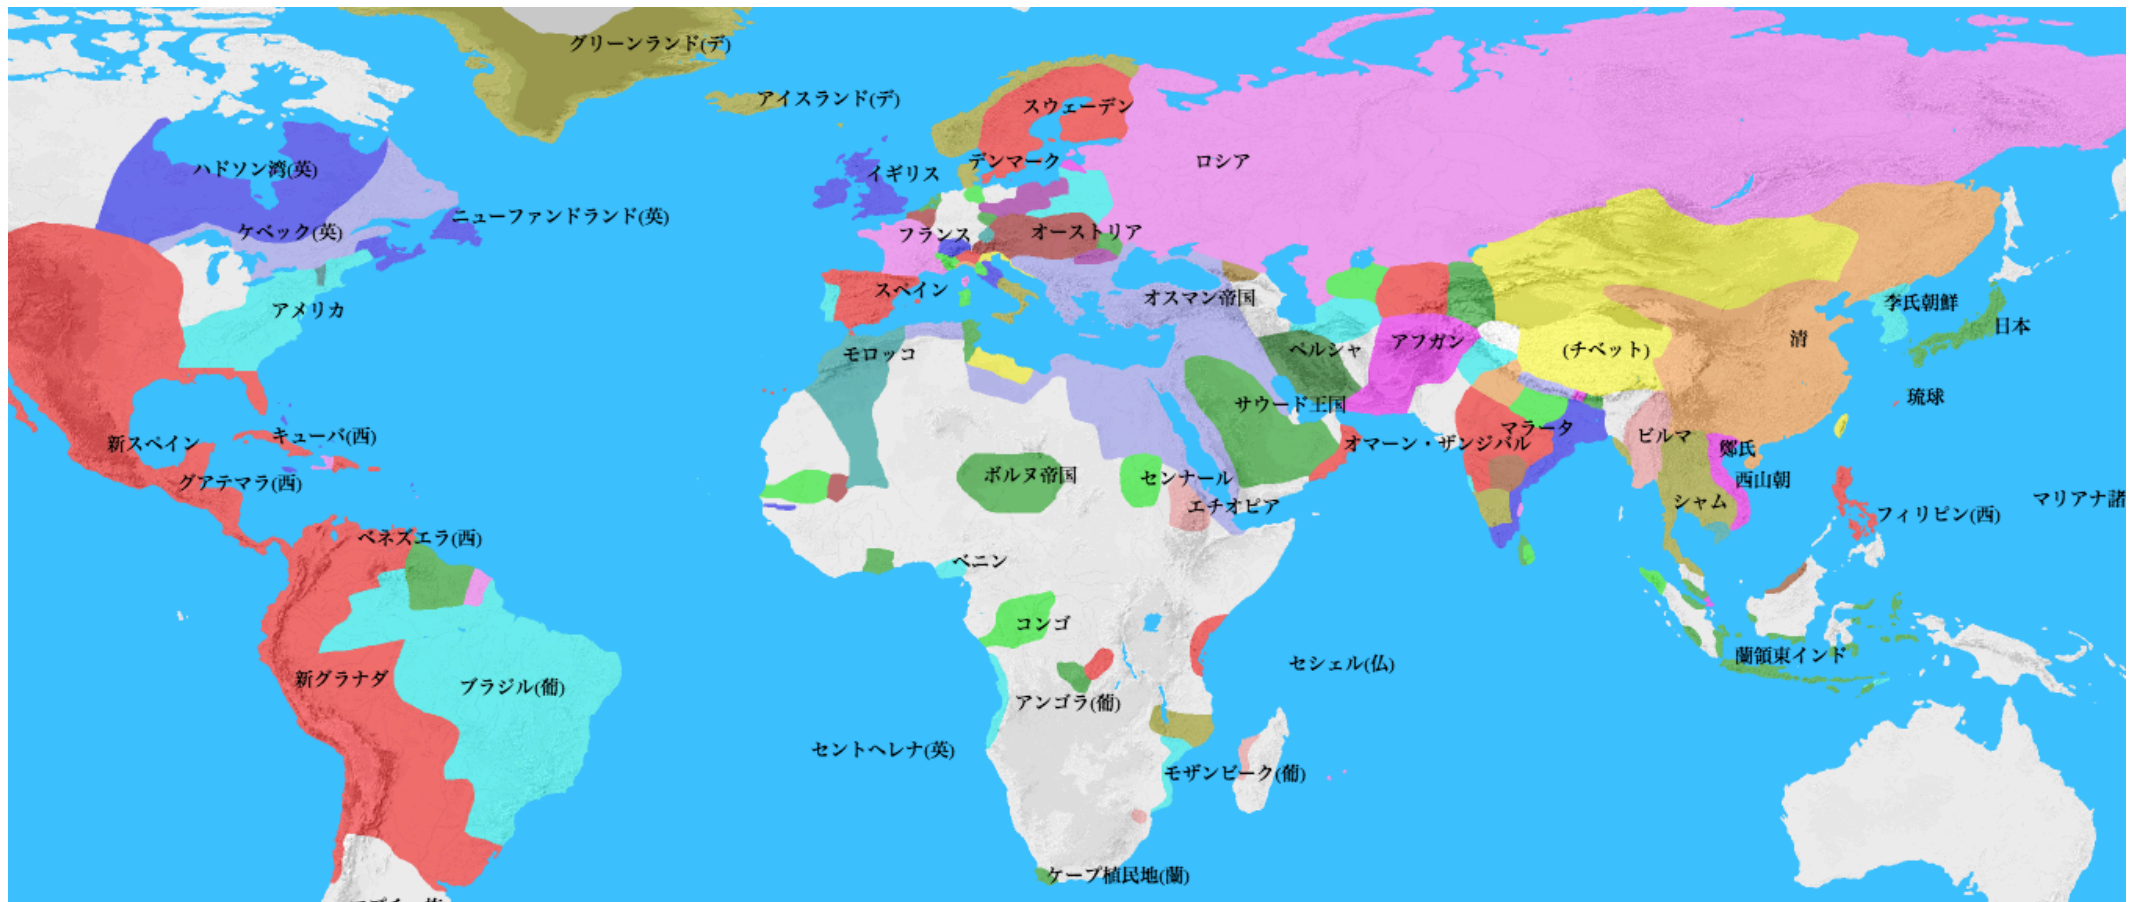 グリーンランド(デ)
アイスランド(デ)
スウェーデン
ハドソン湾(英)
イギリス
デンマーク
ロシア
ニューファンドランド(英)
ケベック(英)
フランス
オーストリア
アメリカ
スペイン
オスマン帝国
李氏朝鮮
日本
モロッコ
ペルシャ
アフガン
(チベット)
清
サウード王国
琉球
新スペイン
キューバ(西)
オマーン・ザンジバル
マラータ
ビルマ
鄭氏
グアテマラ(西)
ボルヌ帝国
センナール
西山朝
エチオピア
シャム
フィリピン(西)
マリアナ諸
ベネズエラ(西)
ベニン
コンゴ
新グラナダ
ブラジル(葡)
セシェル(仏)
蘭領東インド
アンゴラ(葡)
セントヘレナ(英)
モザンビーク(葡)
ケープ植民地(蘭)